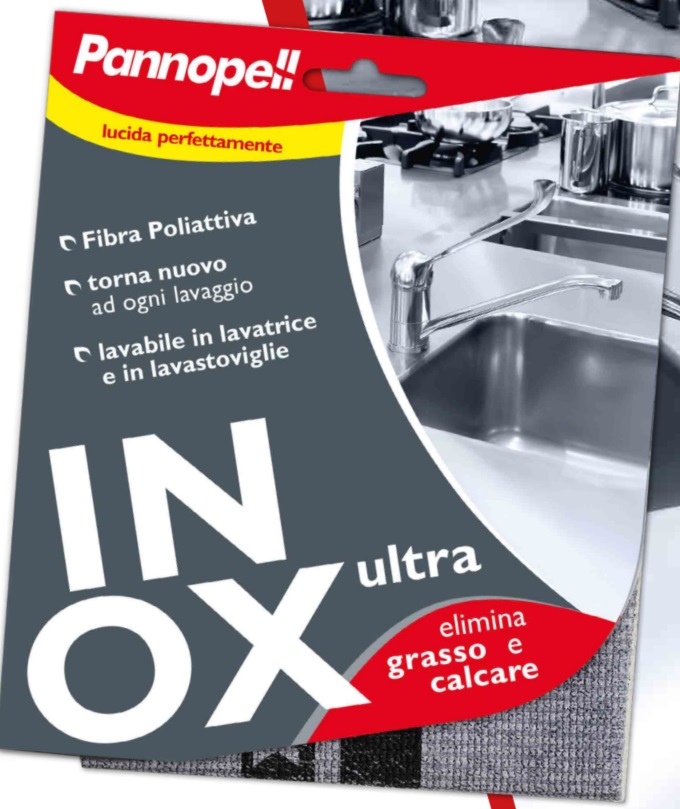 Pannopell
lucida perfettamente
Fibra Poliattiva
torna nuovo
ad ogni lavaggio
lavabile in lavatrice
e in lavastoviglie
IN
OX ultra
elimina
grasso e
calcare